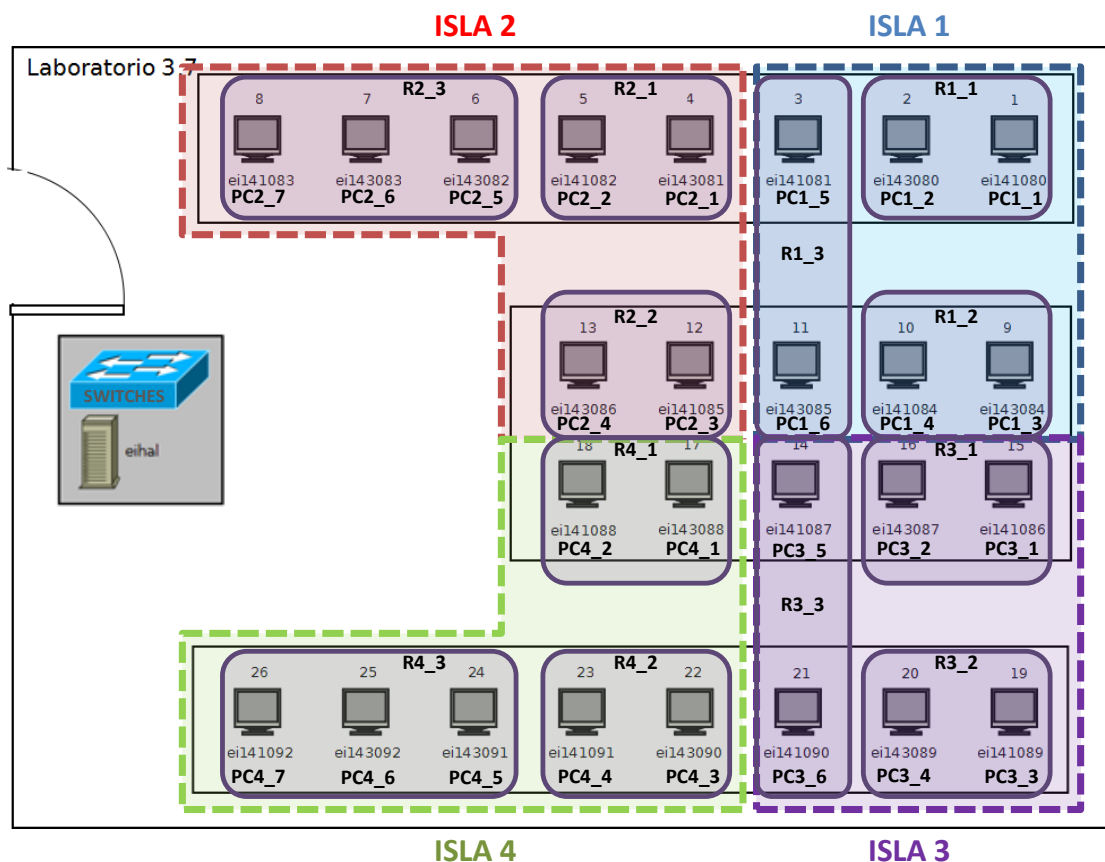 ISLA 2 ISLA 1
Laboratorio 3.7
R2_3 R2_1 R1_1
8 7 6 5 4 3 2 1
ei141083 ei143083 ei143082 ei141082 ei143081 ei141081 ei143080 ei141080
PC2_7 PC2_6 PC2_5 PC2_2 PC2_1 PC1_5 PC1_2 PC1_1
R1_3
R2_2 R1_2
13 12 11 10 9
SWITCHES
ei143086 ei141085 ei143085 ei141084 ei143084
PC2_4 PC2_3 PC1_6 PC1_4 PC1_3
eihal
R4_1 R3_1
18 17 14 16 15
ei141088 ei143088 ei141087 ei143087 ei141086
PC4_2 PC4_1 PC3_5 PC3_2 PC3_1
R3_3
R4_3 R4_2 R3_2
26 25 24 23 22 21 20 19
ei141092 ei143092 ei143091 ei141091 ei143090 ei141090 ei143089 ei141089
PC4_7 PC4_6 PC4_5 PC4_4 PC4_3 PC3_6 PC3_4 PC3_3
ISLA 4 ISLA 3